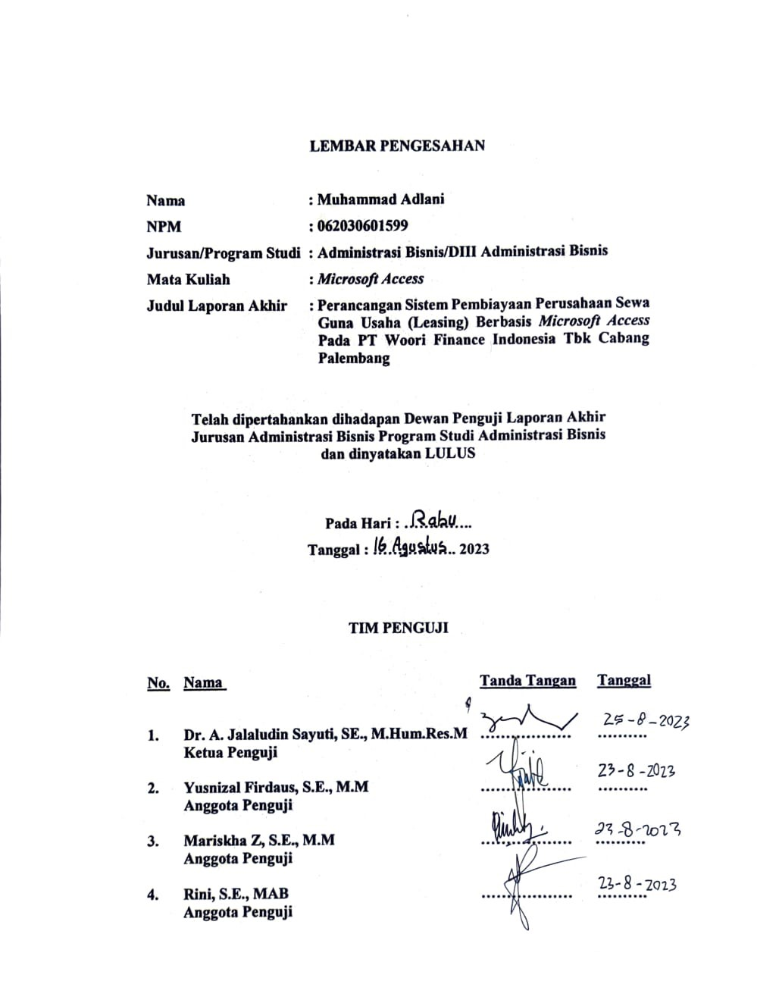 LEMBAR PENGESAHAN
Nama : Muhammad Adlani
NPM : 062030601599
Jurusan/Program Studi : Administrasi Bisnis/DIII Administrasi Bisnis
Mata Kuliah : Microsoft Access
Judul Laporan Akhir : Perancangan Sistem Pembiayaan Perusahaan Sewa
Guna Usaha (Leasing) Berbasis Microsoft Access
Pada PT Woori Finance Indonesia Tbk Cabang
Palembang
Telah dipertahankan dihadapan Dewan Penguji Laporan Akhir
Jurusan Administrasi Bisnis Program Studi Administrasi Bisnis
dan dinyatakan LULUS
Pada Hari : ..Rabu....
Tanggal : 16.Agustus.. 2023
TIM PENGUJI
No. Nama Tanda Tangan Tanggal
1. Dr. A. Jalaludin Sayuti, SE., M.Hum.Res.M .................. 25-8-2023
Ketua Penguji
2. Yusnizal Firdaus, S.E., M.M .................. 23-8-2023
Anggota Penguji
3. Mariskha Z, S.E., M.M .................. 23-8-2023
Anggota Penguji
4. Rini, S.E., MAB .................. 23-8-2023
Anggota Penguji